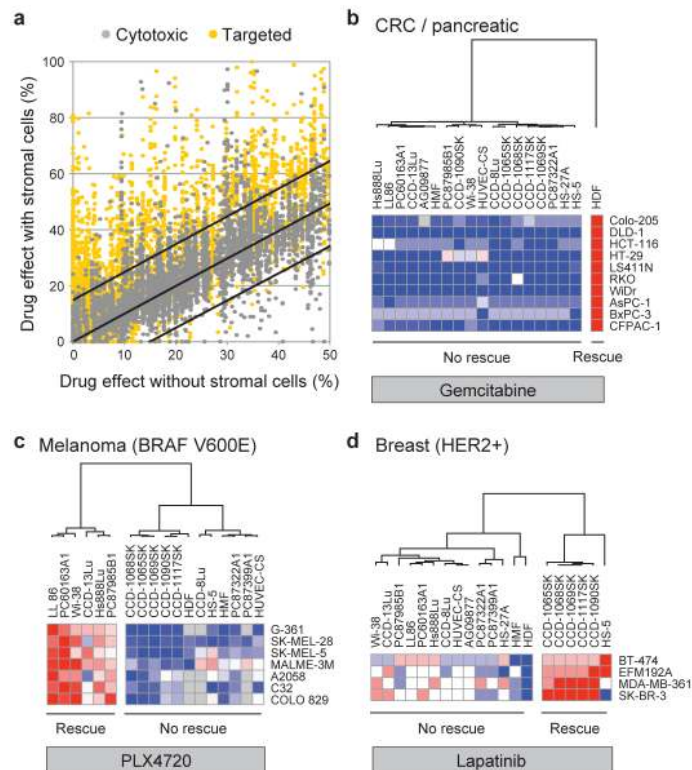 a
Cytotoxic
Targeted
Drug effect with stromal cells (%)
100
80
60
40
20
0
0
10
20
30
40
50
Drug effect without stromal cells (%)
b
CRC / pancreatic
Hs888Lu
LL86
PC60163A1
CCD-13Lu
AG09877
HMF
PC87985B1
CCD-1090SK
Wi-38
HUVEC-CS
CCD-8Lu
CCD-1065SK
CCD-1068SK
CCD-1117SK
CCD-1069SK
PC87322A1
HS-27A
HS-5
HDF
Colo-205
DLD-1
HCT-116
HT-29
LS411N
RKO
WiDr
AsPC-1
BxPC-3
CFPAC-1
No rescue
Rescue
Gemcitabine
c
Melanoma (BRAF V600E)
LL 86
PC60163A1
Wi-38
CCD-13Lu
Hs888Lu
PC87985B1
CCD-1068SK
CCD-1065SK
CCD-1069SK
CCD-1090SK
CCD-1117SK
HDF
CCD-8Lu
HS-5
HMF
PC87322A1
PC87399A1
HUVEC-CS
G-361
SK-MEL-28
SK-MEL-5
MALME-3M
A2058
C32
COLO 829
Rescue
No rescue
PLX4720
d
Breast (HER2+)
Wi-38
CCD-13Lu
PC87985B1
LL86
PC60163A1
Hs888Lu
CCD-8Lu
HUVEC-CS
AG09877
PC87322A1
PC87399A1
HS-27A
HMF
HDF
CCD-1065SK
CCD-1068SK
CCD-1069SK
CCD-1117SK
CCD-1090SK
HS-5
BT-474
EFM192A
MDA-MB-361
SK-BR-3
No rescue
Rescue
Lapatinib